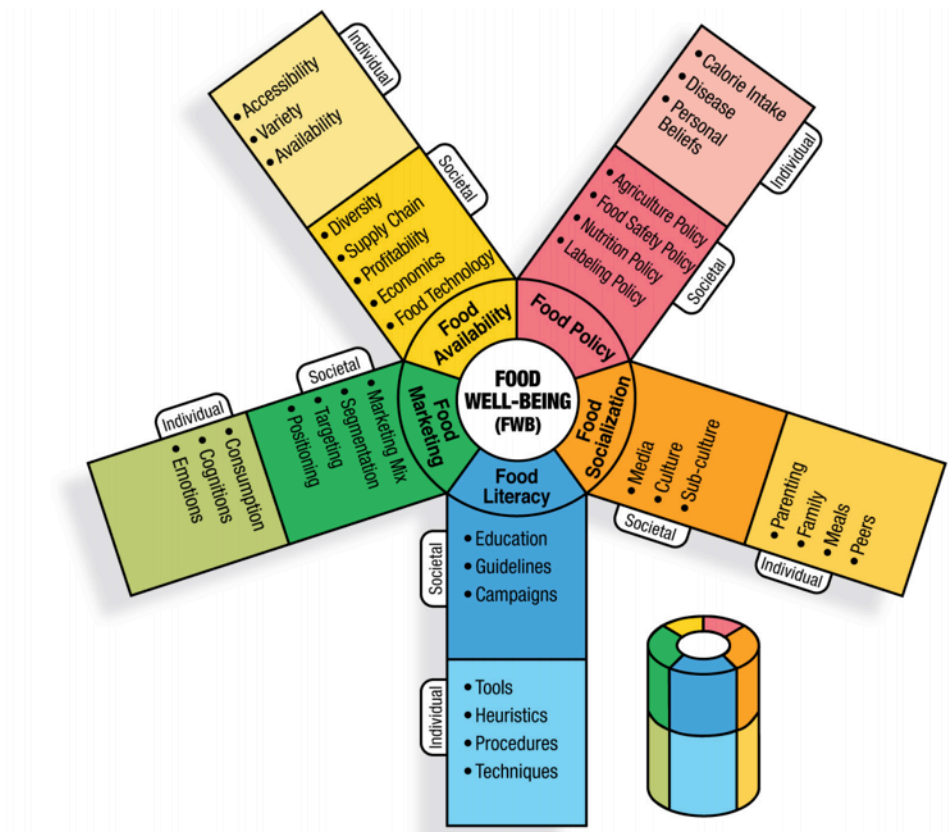 FOOD
WELL-BEING
(FWB)
Food
Availability
Societal
• Diversity
• Supply Chain
• Profitability
• Economics
• Food Technology
Individual
• Accessibility
• Variety
• Availability
Food Policy
Societal
• Agriculture Policy
• Food Safety Policy
• Nutrition Policy
• Labeling Policy
Individual
• Calorie Intake
• Disease
• Personal
Beliefs
Food
Socialization
Societal
• Media
• Culture
• Sub-culture
Individual
• Parenting
• Family
• Meals
• Peers
Food
Literacy
Societal
• Education
• Guidelines
• Campaigns
Individual
• Tools
• Heuristics
• Procedures
• Techniques
Food
Marketing
Societal
• Marketing Mix
• Segmentation
• Targeting
• Positioning
Individual
• Consumption
• Cognitions
• Emotions